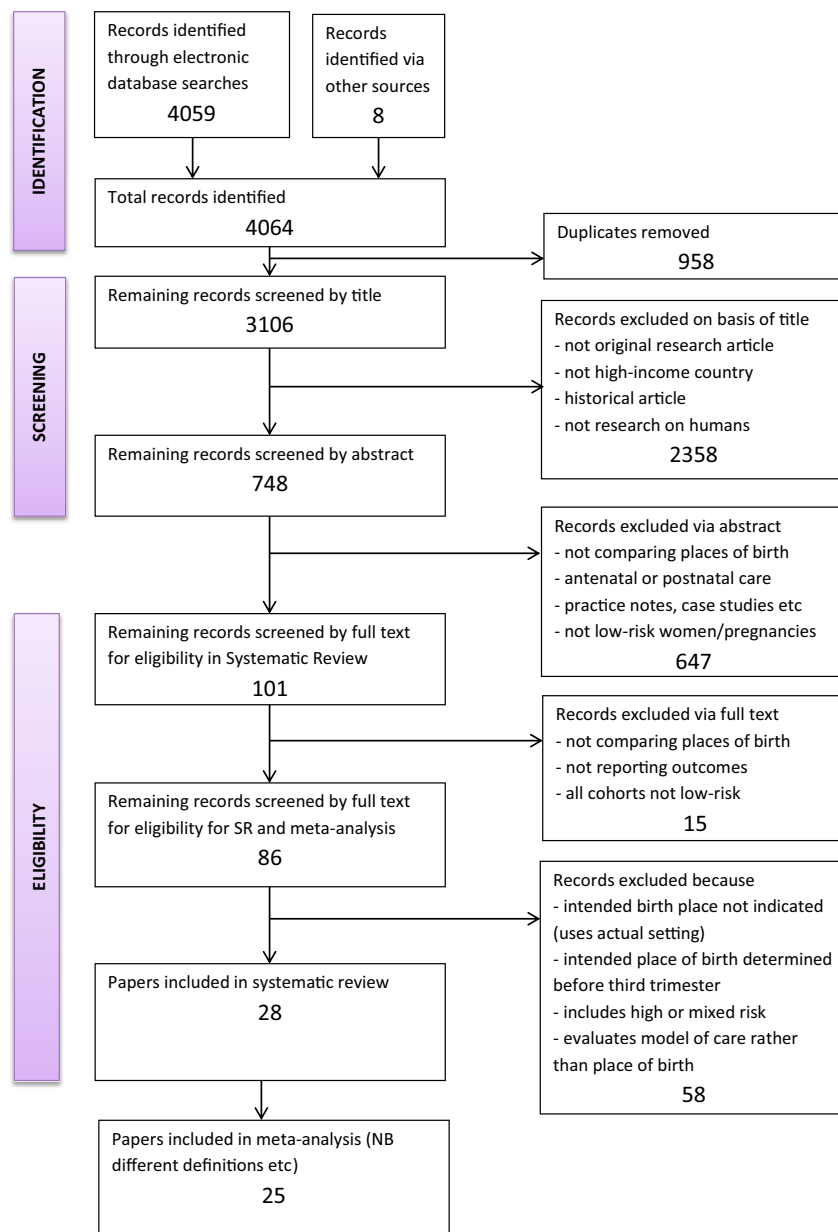 IDENTIFICATION
Records identified
through electronic
database searches
4059
Records
identified via
other sources
8
Total records identified
4064
Duplicates removed
958
SCREENING
Remaining records screened by title
3106
Records excluded on basis of title
- not original research article
- not high-income country
- historical article
- not research on humans
2358
Remaining records screened by abstract
748
Records excluded via abstract
- not comparing places of birth
- antenatal or postnatal care
- practice notes, case studies etc
- not low-risk women/pregnancies
647
ELIGIBILITY
Remaining records screened by full text
for eligibility in Systematic Review
101
Records excluded via full text
- not comparing places of birth
- not reporting outcomes
- all cohorts not low-risk
15
Remaining records screened by full text
for eligibility for SR and meta-analysis
86
Records excluded because
- intended birth place not indicated
(uses actual setting)
- intended place of birth determined
before third trimester
- includes high or mixed risk
- evaluates model of care rather
than place of birth
58
Papers included in systematic review
28
Papers included in meta-analysis (NB
different definitions etc)
25